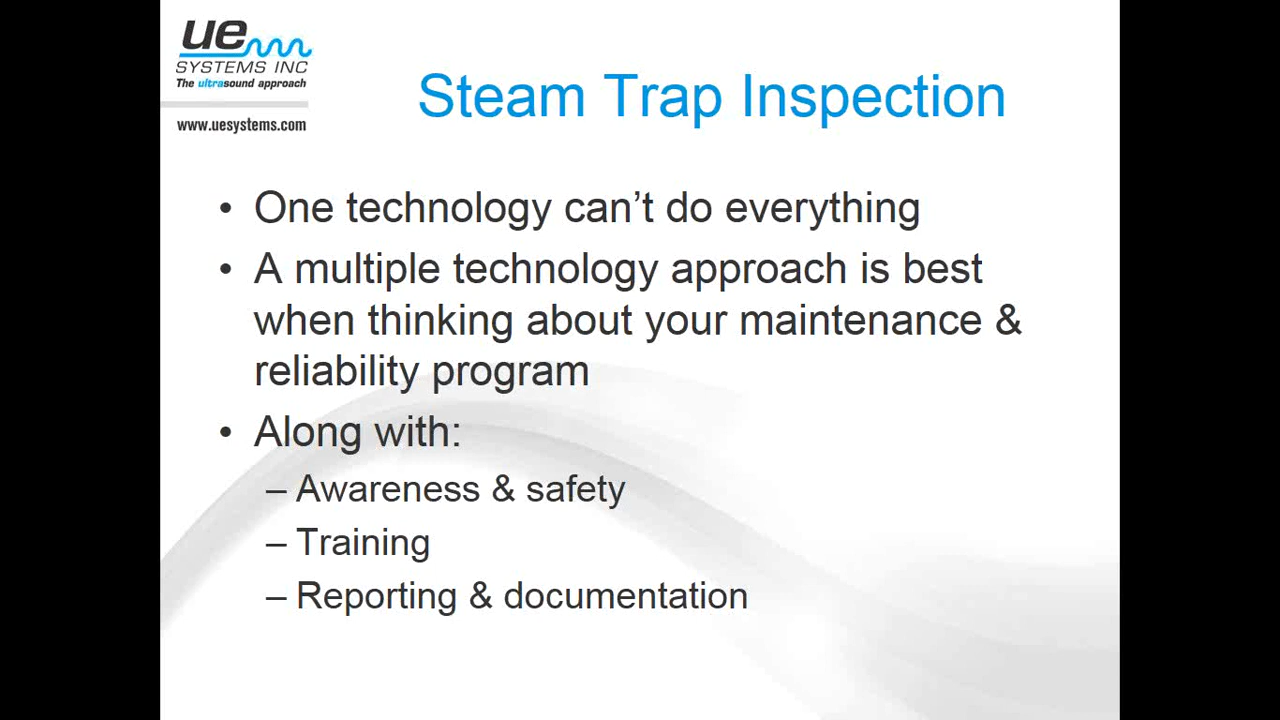 ue
SYSTEMS INC
The ultrasound approach
www.uesystems.com
Steam Trap Inspection
• One technology can’t do everything
• A multiple technology approach is best
when thinking about your maintenance &
reliability program
• Along with:
– Awareness & safety
– Training
– Reporting & documentation